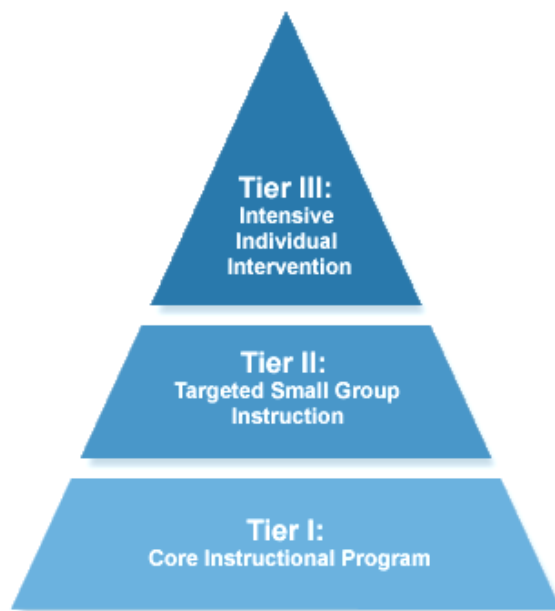 Tier III:
Intensive
Individual
Intervention
Tier II:
Targeted Small Group
Instruction
Tier I:
Core Instructional Program